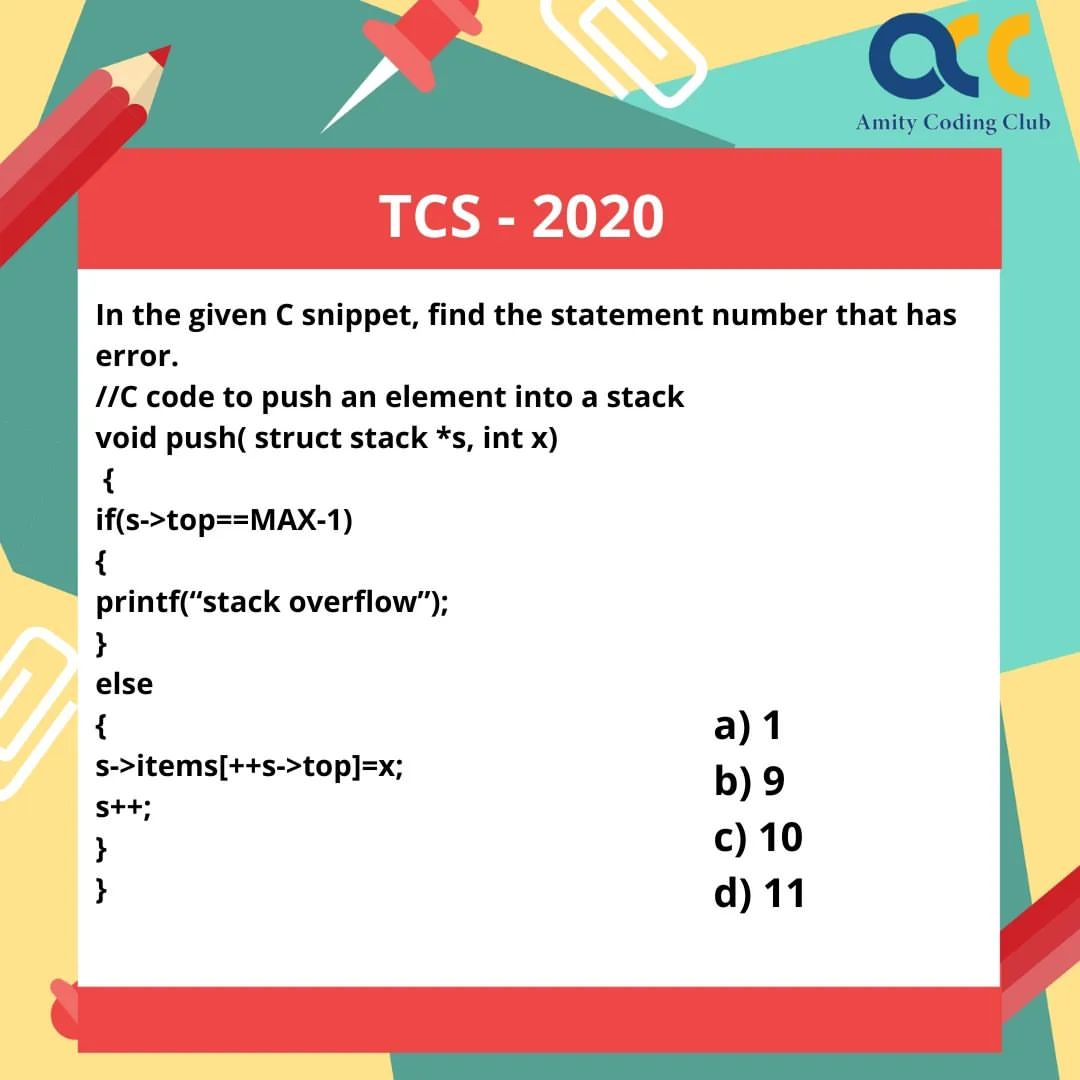 acc
Amity Coding Club
TCS - 2020
In the given C snippet, find the statement number that has
error.
//C code to push an element into a stack
void push( struct stack *s, int x)
{
if(s->top==MAX-1)
{
printf(“stack overflow”);
}
else
{
s->items[++s->top]=x;
s++;
}
}
a) 1
b) 9
c) 10
d) 11